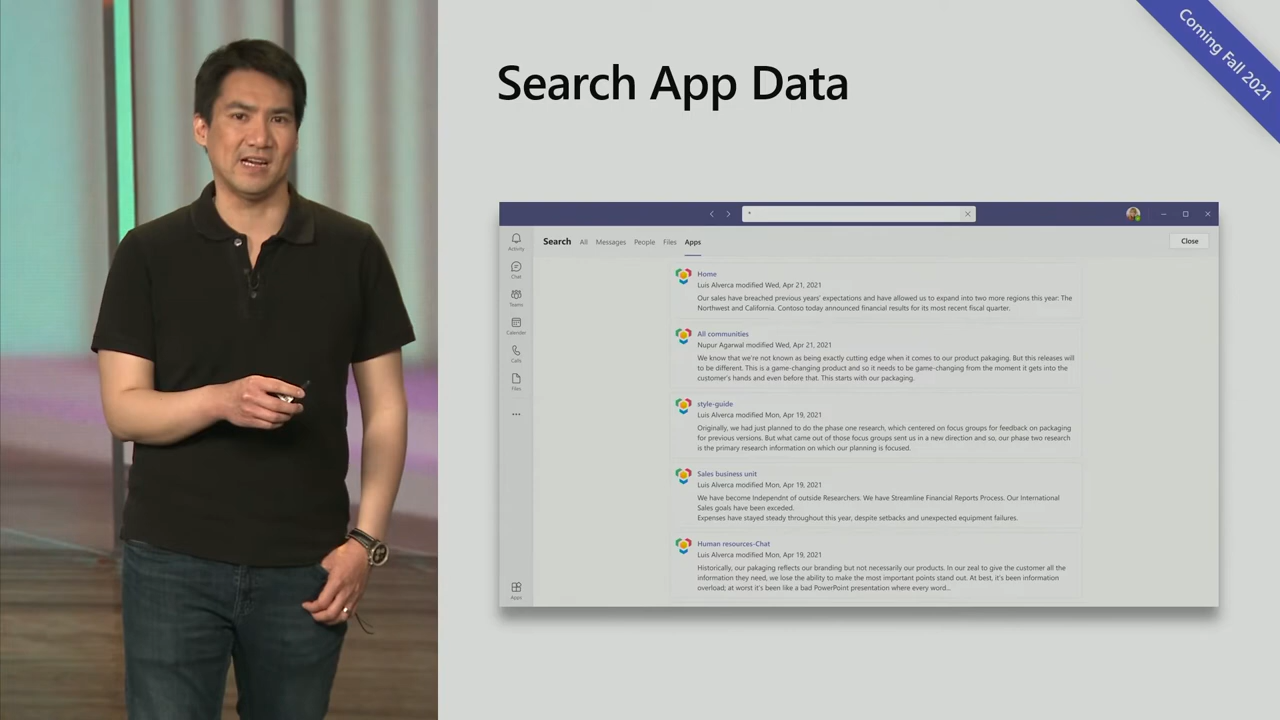 Coming Fall 2021
Search App Data
Search All Messages People Files Apps
Close
Activity
Chat
Teams
Calendar
Calls
Files
Apps
Home
Luis Alverca modified Wed, Apr 21, 2021
Our sales have breached previous years' expectations and have allowed us to expand into two more regions this year. The
Northwest and California. Contoso today announced financial results for its most recent fiscal quarter.
All communities
Nupur Agarwal modified Wed, Apr 21, 2021
We know that we're not known as being exactly cutting edge when it comes to our product pakaging. But this releases will
to be different. This is a game-changing product and so it needs to be game-changing from the moment it gets into the
customer's hands and even before that. This starts with our packaging.
style-guide
Luis Alverca modified Mon, Apr 19, 2021
Originally, we had just planned to do the phase one research, which centered on focus groups for feedback on packaging
for previous versions. But what came out of those focus groups sent us in a new direction and so, our phase two research
is the primary research information on which our planning is focused.
Sales business unit
Luis Alverca modified Mon, Apr 19, 2021
We have become Independnt of outside Researchers. We have Streamline Financial Reports Process. Our International
Sales goals have been exceded.
Expenses have stayed steady throughout this year, despite setbacks and unexpected equipment failures.
Human resources-Chat
Luis Alverca modified Mon, Apr 19, 2021
Historically, our pakaging reflects our branding but not necessarily our products. In our zeal to give the customer all the
information they need, we lose the ability to make the most important points stand out. At best, it's been information
overload; at worst it's been like a bad PowerPoint presentation where every word...